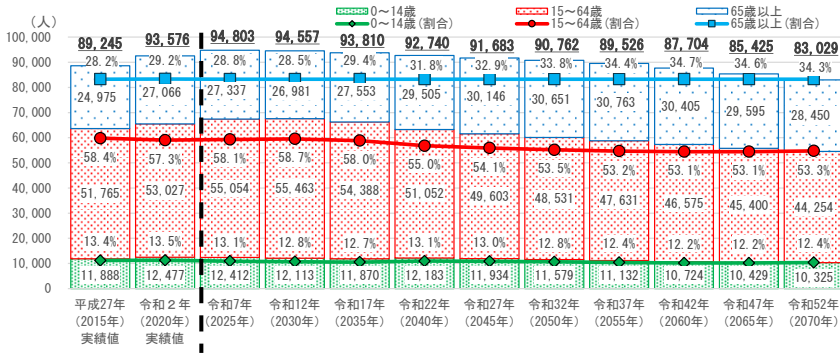 0～14歳 15～64歳 65歳以上
0～14歳(割合) 15～64歳(割合) 65歳以上(割合)
（人）
100,000
90,000
80,000
70,000
60,000
50,000
40,000
30,000
20,000
10,000
0
89,245 93,576 94,803 94,557 93,810 92,740 91,683 90,762 89,526 87,704 85,425 83,029
28.2% 29.2% 28.8% 28.5% 29.4% 31.8% 32.9% 33.8% 34.4% 34.7% 34.6% 34.3%
24,975 27,066 27,337 26,981 27,553 29,505 30,146 30,651 30,763 30,405 29,595 28,450
58.4% 57.3% 58.1% 58.7% 58.0% 55.0% 54.1% 53.5% 53.2% 53.1% 53.1% 53.3%
51,765 53,027 55,054 55,463 54,388 51,052 49,603 48,531 47,631 46,575 45,400 44,254
13.4% 13.5% 13.1% 12.8% 12.7% 13.1% 13.0% 12.8% 12.4% 12.2% 12.2% 12.4%
11,888 12,477 12,412 12,113 11,870 12,183 11,934 11,579 11,132 10,724 10,429 10,325
平成27年 令和２年 令和7年 令和12年 令和17年 令和22年 令和27年 令和32年 令和37年 令和42年 令和47年 令和52年
(2015年) (2020年) (2025年) (2030年) (2035年) (2040年) (2045年) (2050年) (2055年) (2060年) (2065年) (2070年)
実績値 実績値